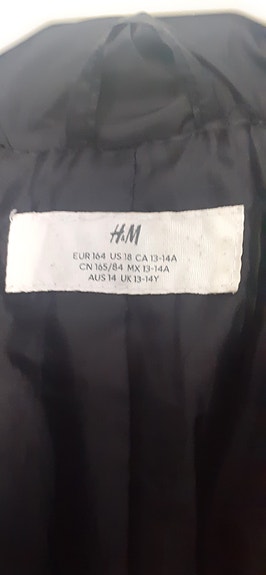 H&M
EUR 164 US 18 CA 13-14A
CN 165/84 MX 13-14A
AUS 14 UK 13-14Y